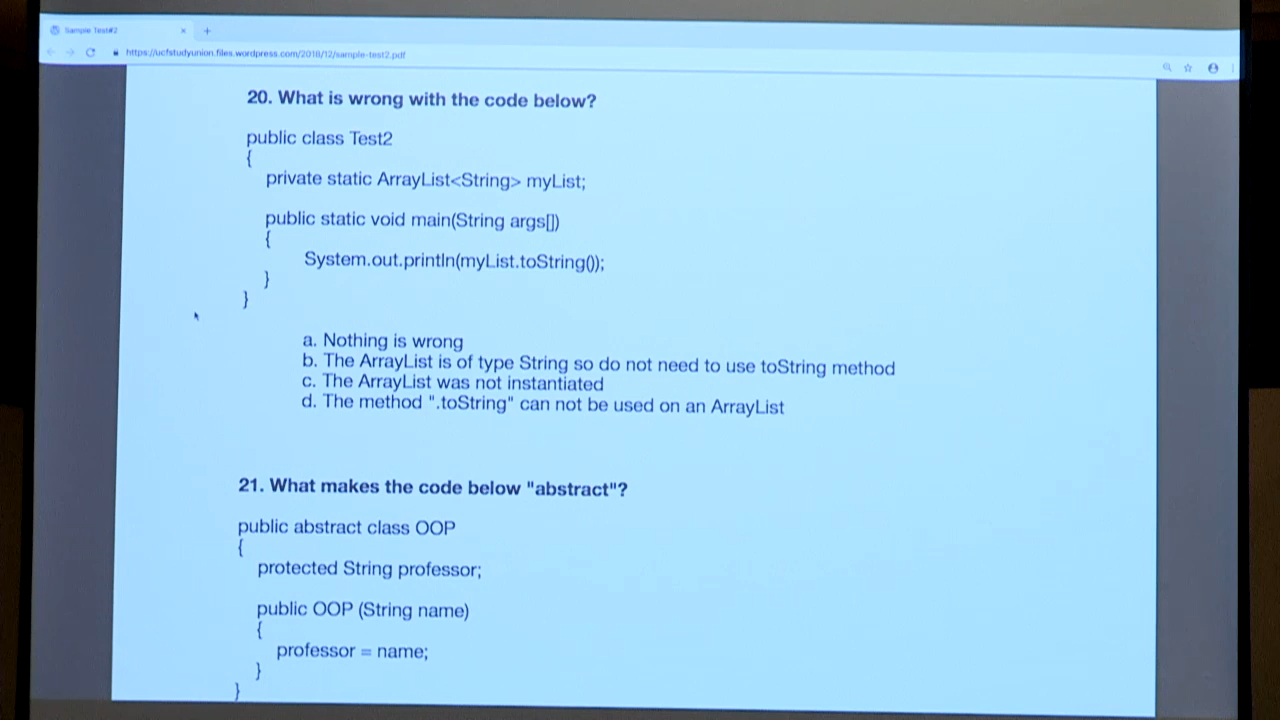 Sample Test#2
https://ucfstudyunion.files.wordpress.com/2018/12/sample-test2.pdf
20. What is wrong with the code below?
public class Test2
{
private static ArrayList<String> myList;
public static void main(String args[])
{
System.out.println(myList.toString());
}
}
a. Nothing is wrong
b. The ArrayList is of type String so do not need to use toString method
c. The ArrayList was not instantiated
d. The method ".toString" can not be used on an ArrayList
21. What makes the code below "abstract"?
public abstract class OOP
{
protected String professor;
public OOP (String name)
{
professor = name;
}
}